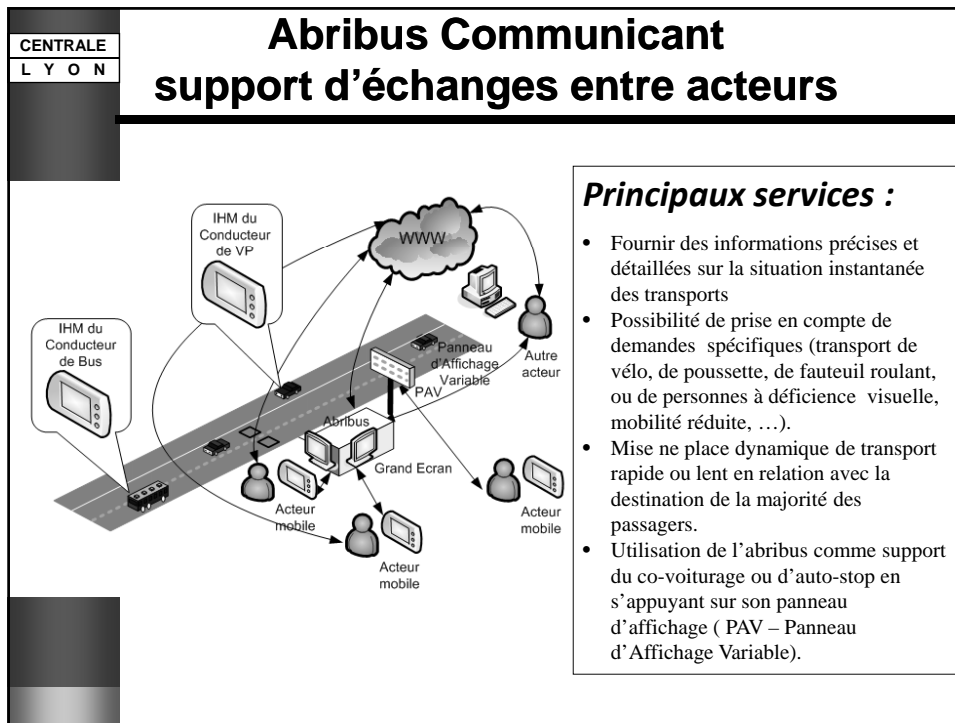 CENTRALE
L Y O N
Abribus Communicant
support d'échanges entre acteurs
IHM du
Conducteur
de VP
WWW
IHM du
Conducteur
de Bus
Panneau
d'Affichage
Variable
PAV
Autre
acteur
Abribus
Grand Ecran
Acteur
mobile
Acteur
mobile
Acteur
mobile
Principaux services :
• Fournir des informations précises et
détaillées sur la situation instantanée
des transports
• Possibilité de prise en compte de
demandes spécifiques (transport de
vélo, de poussette, de fauteuil roulant,
ou de personnes à déficience visuelle,
mobilité réduite, …).
• Mise ne place dynamique de transport
rapide ou lent en relation avec la
destination de la majorité des
passagers.
• Utilisation de l'abribus comme support
du co-voiturage ou d'auto-stop en
s'appuyant sur son panneau
d'affichage ( PAV – Panneau
d'Affichage Variable).